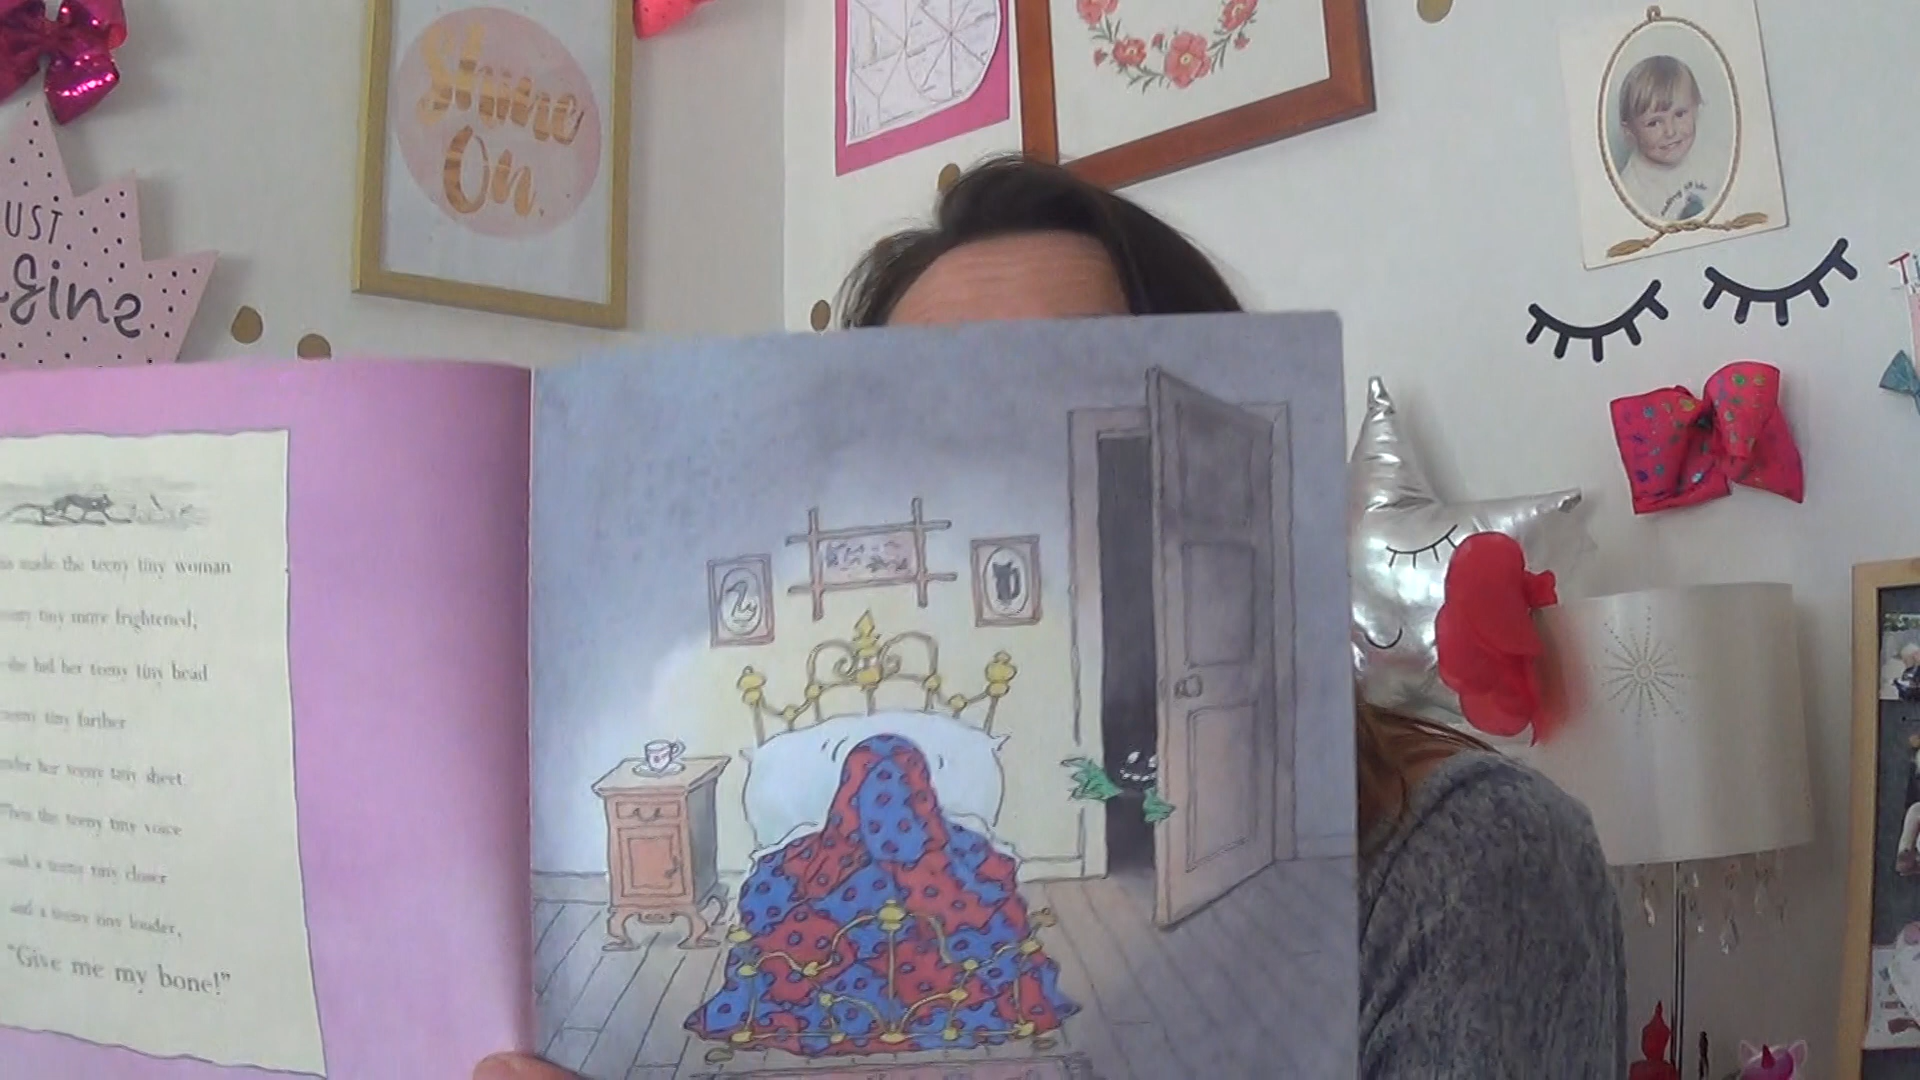 Shine
On
UST
gine
made the teeny tiny woman
teeny tiny more frightened,
she hid her teeny tiny head
teeny tiny farther
under her teeny tiny sheet.
Then the teeny tiny voice
said a teeny tiny closer
and a teeny tiny louder,
"Give me my bone!"